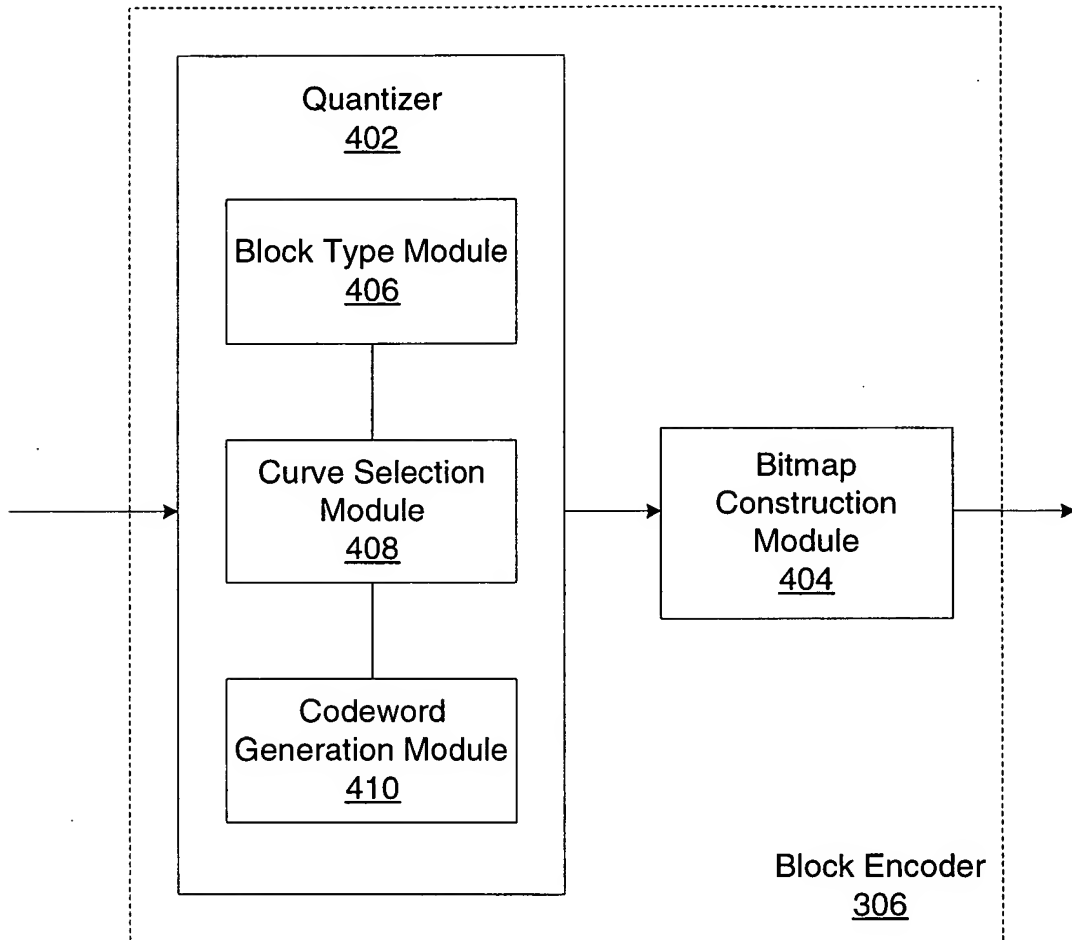 Quantizer
402
Block Type Module
406
Curve Selection
Module
408
Codeword
Generation Module
410
Bitmap
Construction
Module
404
Block Encoder
306